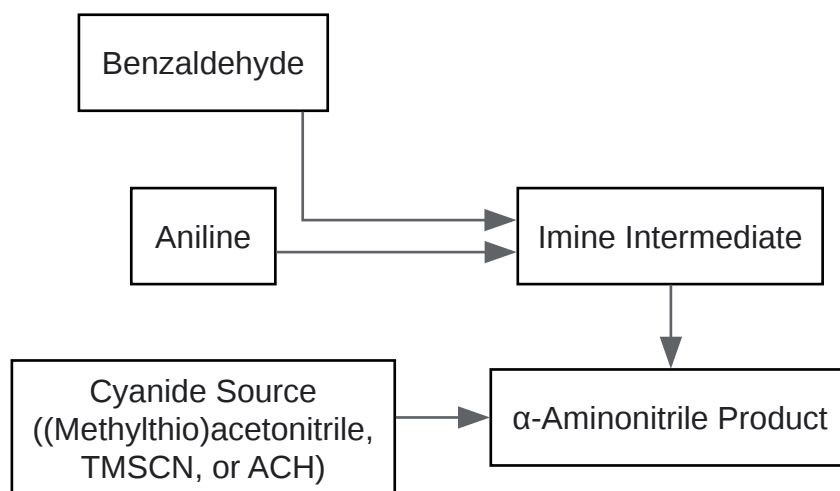 Benzaldehyde
Aniline
Imine Intermediate
Cyanide Source
((Methylthio)acetonitrile,
TMSCN, or ACH)
α-Aminonitrile Product